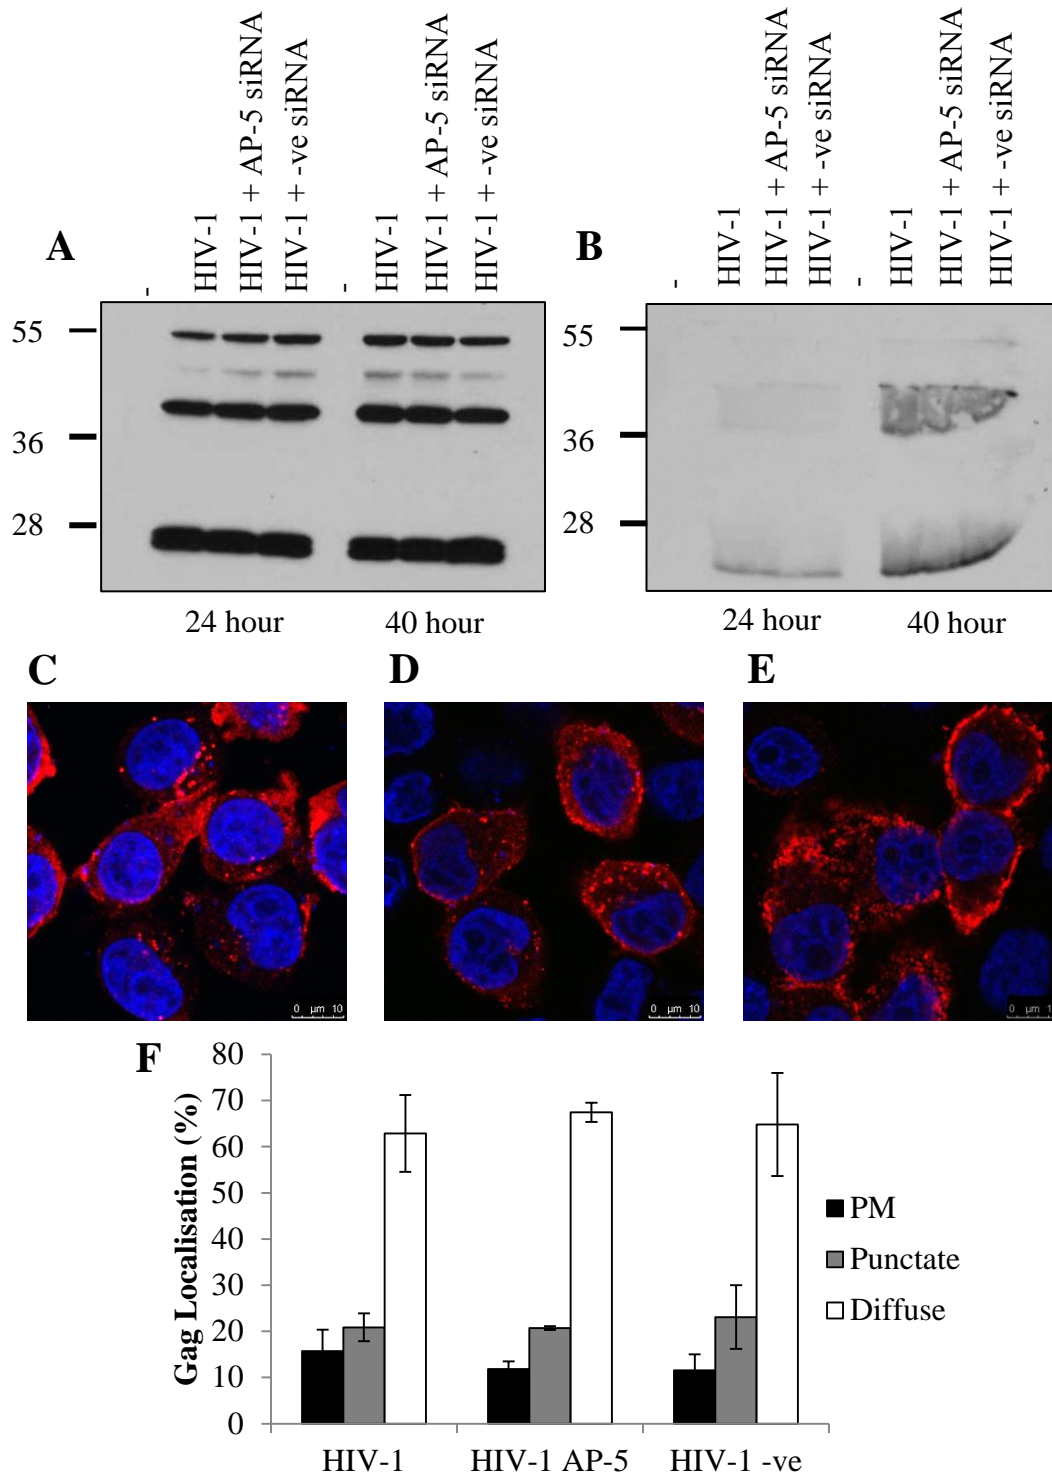 A
-
HIV-1
HIV-1 + AP-5 siRNA
HIV-1 + -ve siRNA
-
HIV-1
HIV-1 + AP-5 siRNA
HIV-1 + -ve siRNA
55
36
28
24 hour
40 hour
B
-
HIV-1
HIV-1 + AP-5 siRNA
HIV-1 + -ve siRNA
-
HIV-1
HIV-1 + AP-5 siRNA
HIV-1 + -ve siRNA
55
36
28
24 hour
40 hour
C
0 µm 10
D
0 µm 10
E
0 µm 1
F
Gag Localisation (%)
80
70
60
50
40
30
20
10
0
HIV-1
HIV-1 AP-5
HIV-1 -ve
PM
Punctate
Diffuse